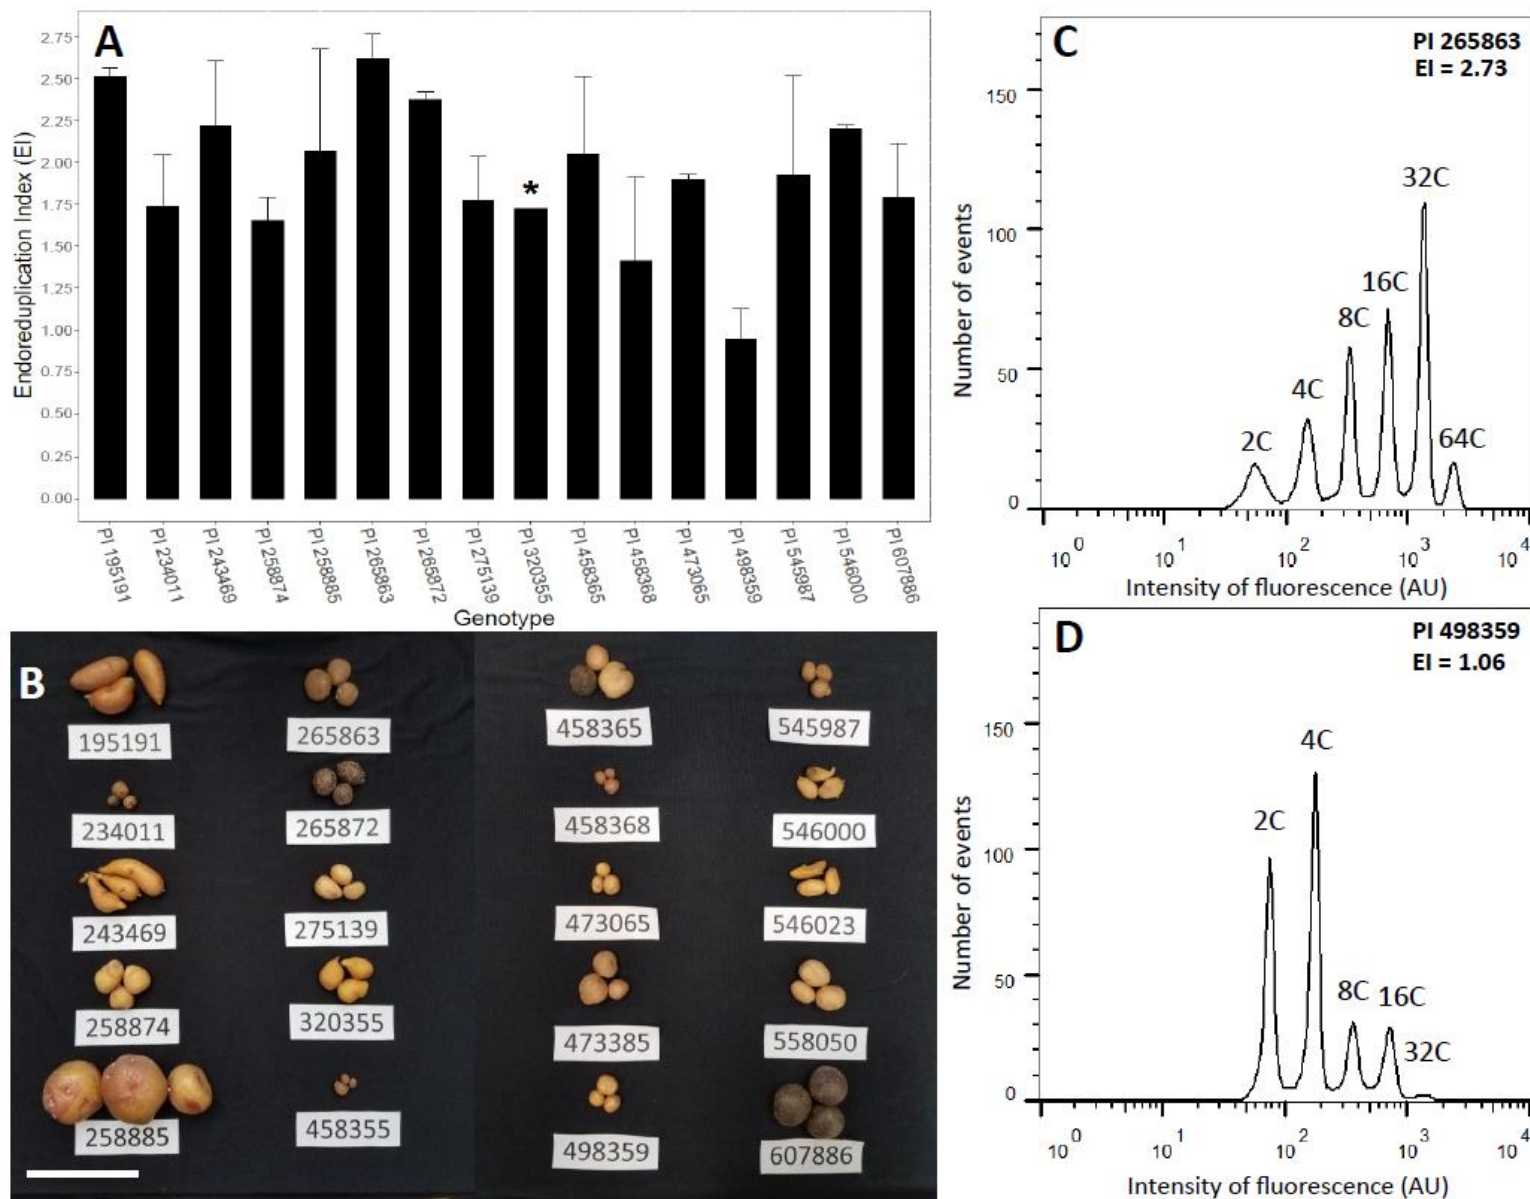 A
2.75
2.50
2.25
2.00
1.75
1.50
1.25
1.00
0.75
0.50
0.25
0.00
Endoreduplication Index (EI)
*
PI 195191
PI 234011
PI 243469
PI 258874
PI 258885
PI 265863
PI 265872
PI 275139
PI 320355
PI 458365
PI 458368
PI 473065
PI 498359
PI 545987
PI 546000
PI 607886
Genotype
B
195191
265863
458365
545987
234011
265872
458368
546000
243469
275139
473065
546023
258874
320355
473385
558050
258885
458355
498359
607886
C
PI 265863
EI = 2.73
150
100
50
0
Number of events
2C
4C
8C
16C
32C
64C
10^0 10^1 10^2 10^3 10^4
Intensity of fluorescence (AU)
D
PI 498359
EI = 1.06
150
100
50
0
Number of events
2C
4C
8C
16C
32C
10^0 10^1 10^2 10^3 10^4
Intensity of fluorescence (AU)